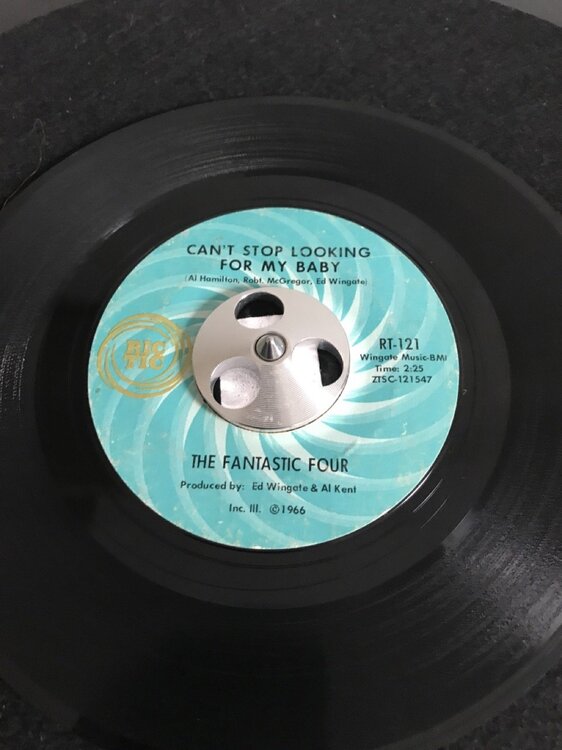 CAN'T STOP LOOKING
FOR MY BABY
(Al Hamilton, Robt. McGregor, Ed Wingate)
RIC
TIC
RT-121
Wingate Music-BMI
Time: 2:25
ZTSC-121547
THE FANTASTIC FOUR
Produced by: Ed Wingate & Al Kent
Inc. Ill. ©1966